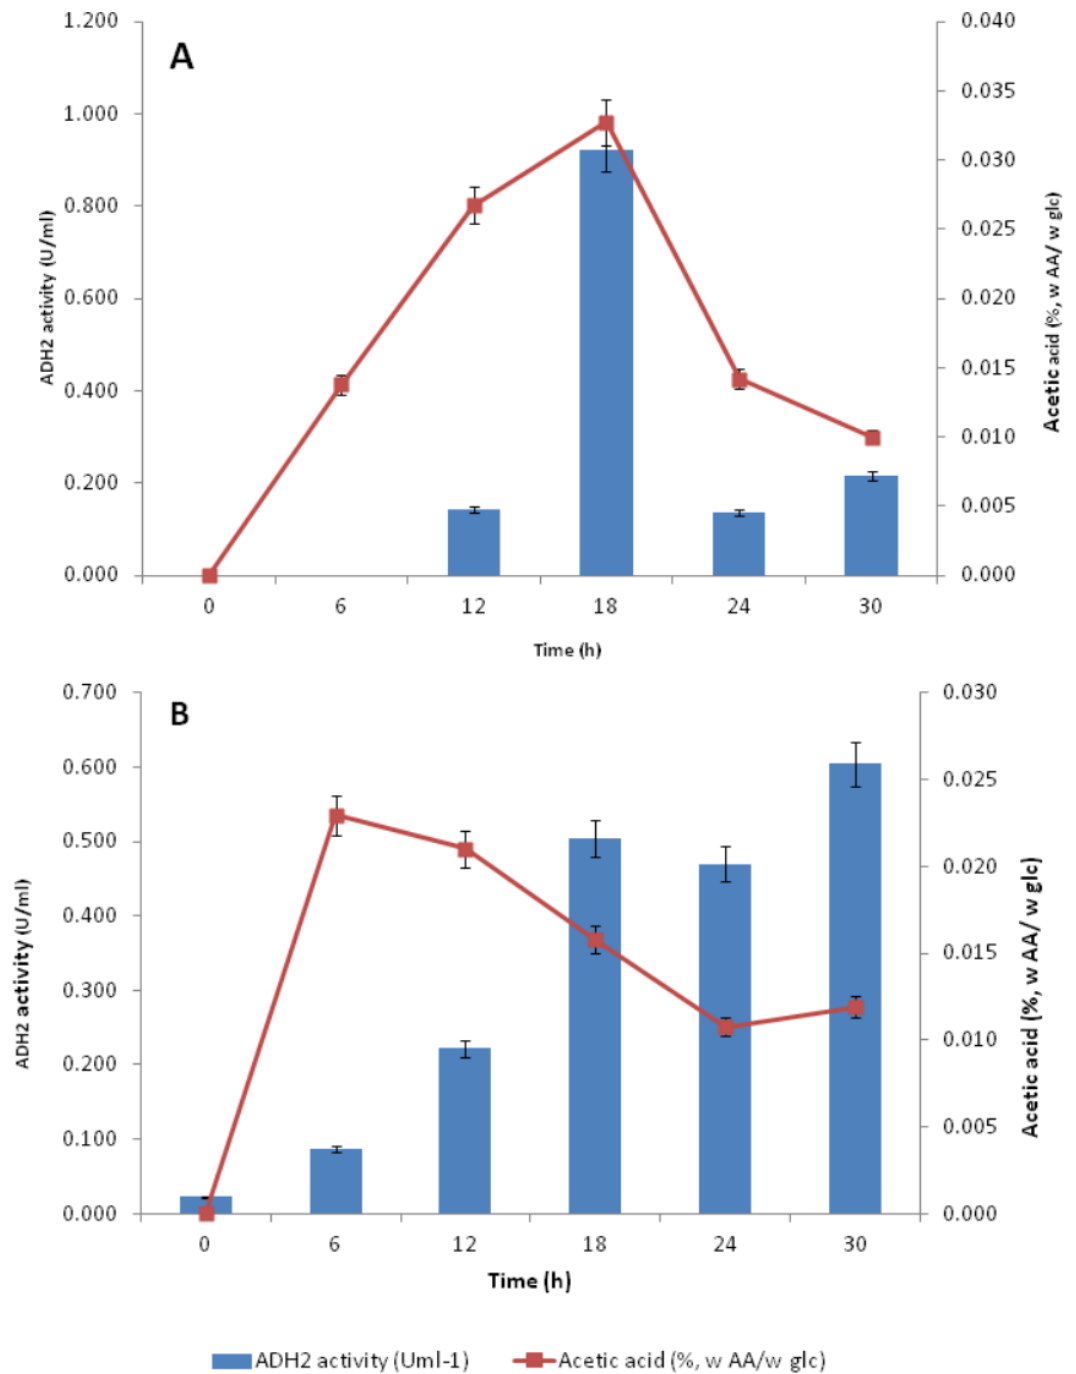 A
1.200
1.000
0.800
0.600
0.400
0.200
0.000
ADH2 activity (U/ml)
0.040
0.035
0.030
0.025
0.020
0.015
0.010
0.005
0.000
Acetic acid (%, w AA/ w glc)
0 6 12 18 24 30
Time (h)
B
0.700
0.600
0.500
0.400
0.300
0.200
0.100
0.000
ADH2 activity (U/ml)
0.030
0.025
0.020
0.015
0.010
0.005
0.000
Acetic acid (%, w AA/ w glc)
0 6 12 18 24 30
Time (h)
ADH2 activity (Uml-1) Acetic acid (%, w AA/w glc)